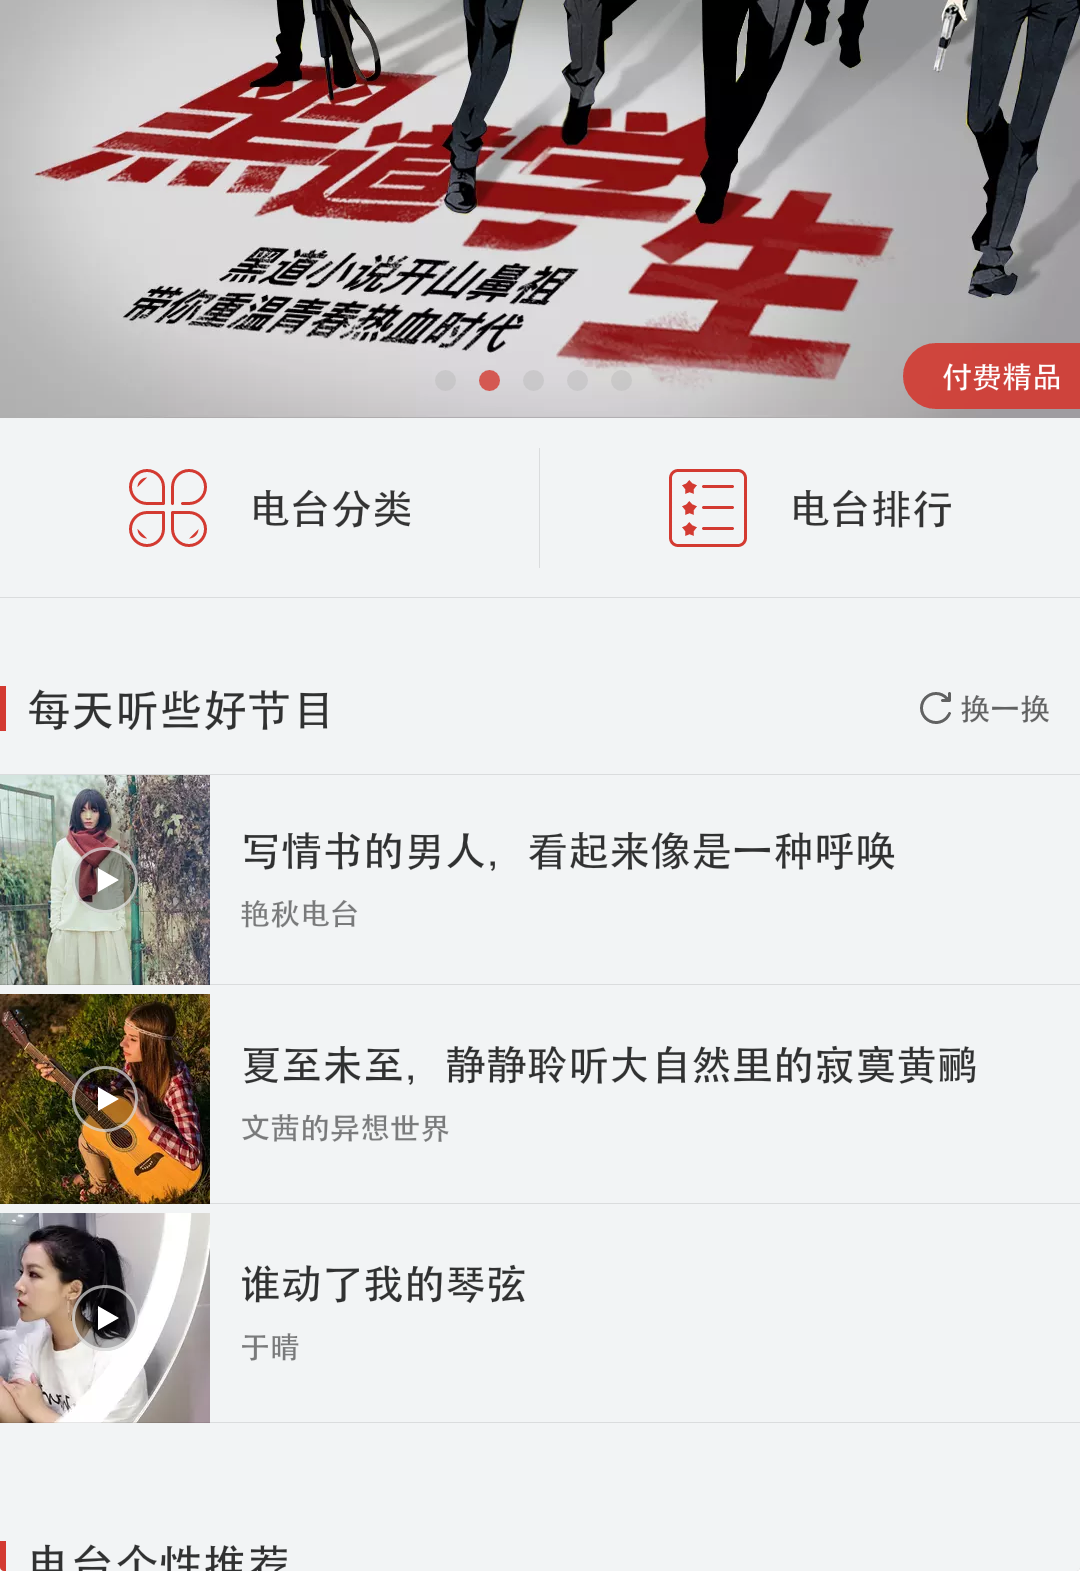 黑道学生
黑道小说开山鼻祖
带你重温青春热血时代
付费精品
电台分类
电台排行
每天听些好节目
换一换
写情书的男人，看起来像是一种呼唤
艳秋电台
夏至未至，静静聆听大自然里的寂寞黄鹂
文茜的异想世界
谁动了我的琴弦
于晴
电台个性推荐